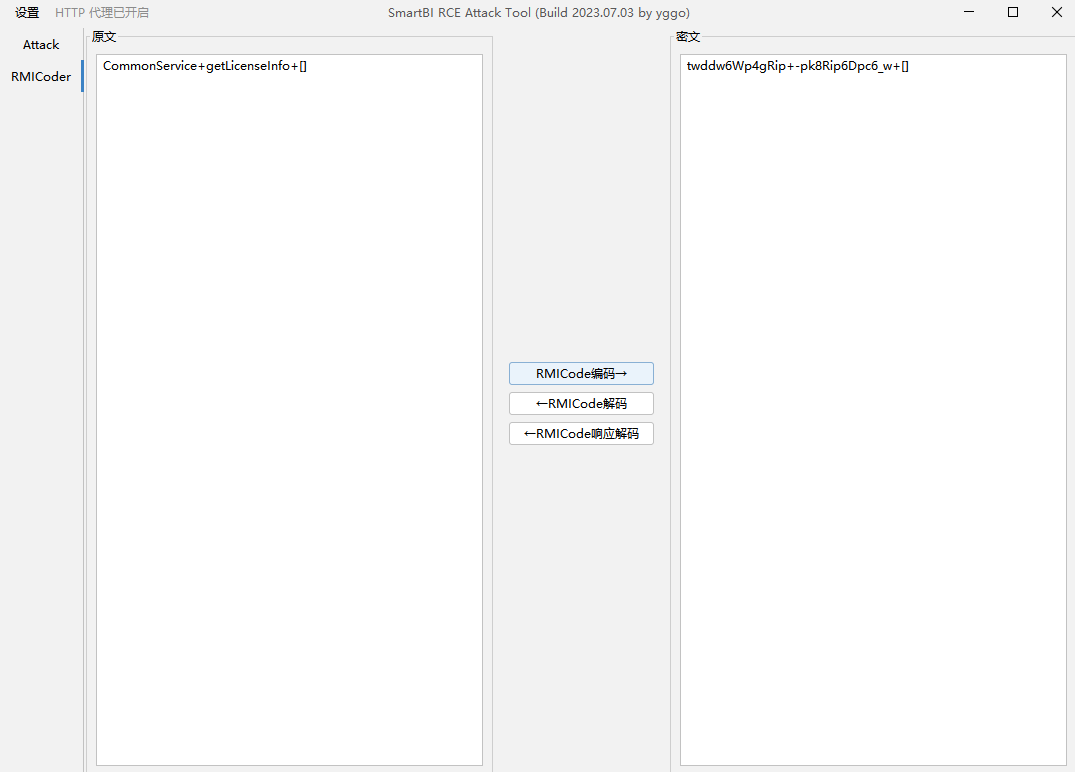 设置 HTTP 代理已开启 SmartBI RCE Attack Tool (Build 2023.07.03 by yggo)
Attack
RMICoder
原文
CommonService+getLicenseInfo+[]
RMICode编码→
←RMICode解码
←RMICode响应解码
密文
twddw6Wp4gRip+-pk8Rip6Dpc6_w+[]